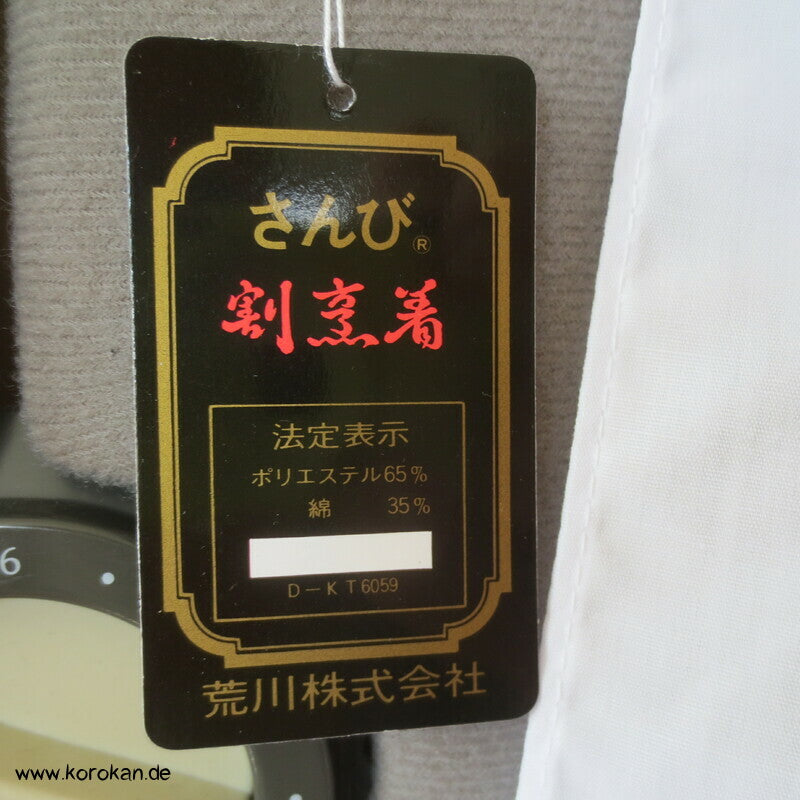 さんび®
割烹着
法定表示
ポリエステル65%
綿 35%
D-KT6059
荒川株式会社
6
www.korokan.de